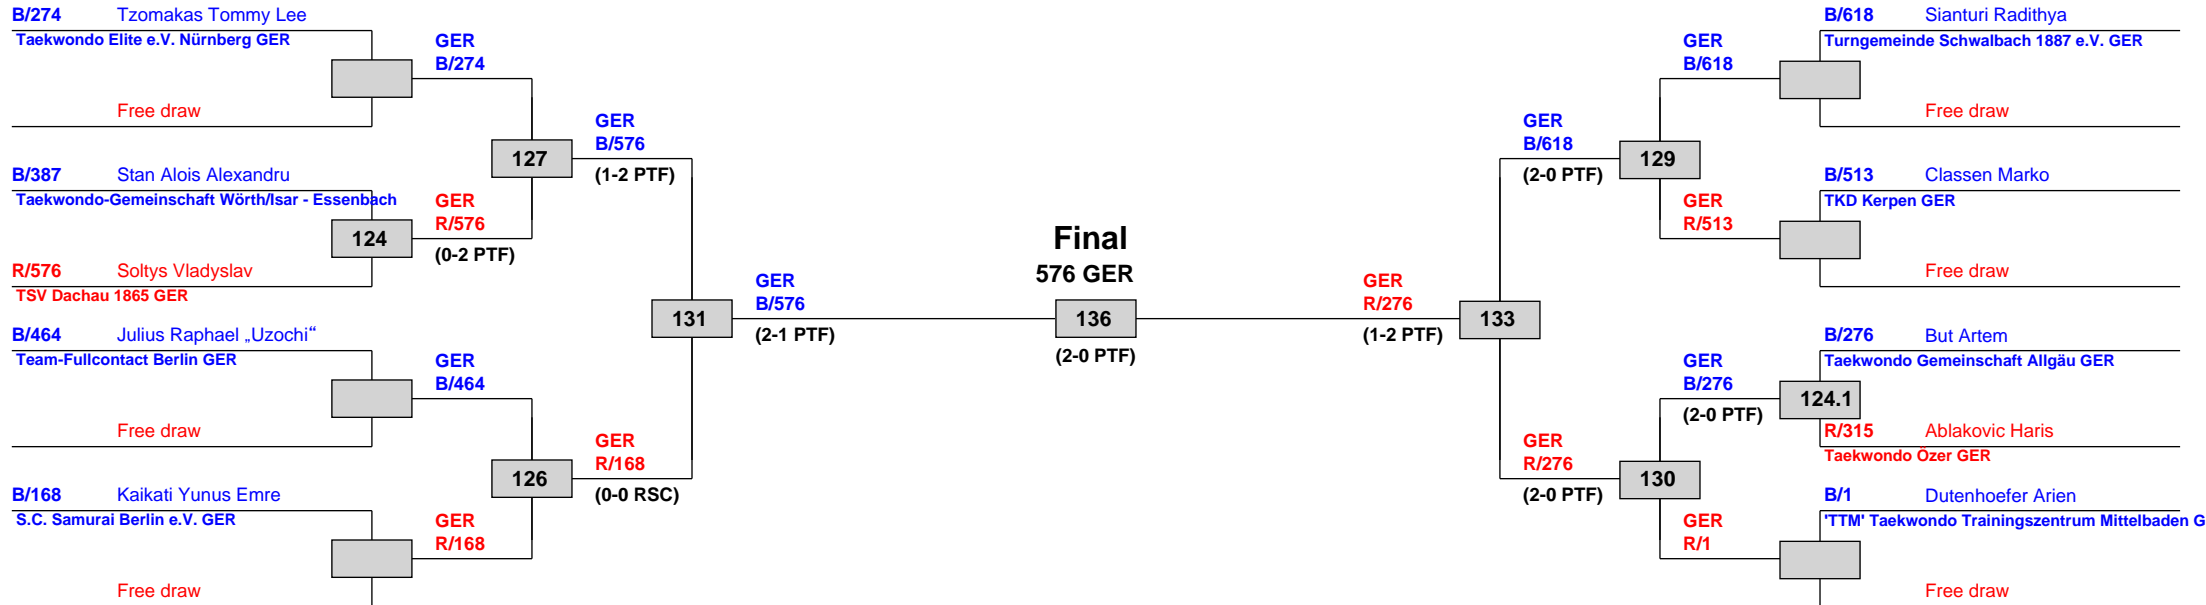 B/274 Tzomakas Tommy Lee
Taekwondo Elite e.V. Nürnberg GER
GER
B/274
Free draw
GER
B/576
127
(1-2 PTF)
B/387 Stan Alois Alexandru
Taekwondo-Gemeinschaft Wörth/Isar - Essenbach
GER
R/576
124
(0-2 PTF)
R/576 Soltys Vladyslav
TSV Dachau 1865 GER
GER
B/576
131
(2-1 PTF)
B/464 Julius Raphael „Uzochi“
Team-Fullcontact Berlin GER
GER
B/464
Free draw
GER
R/168
126
(0-0 RSC)
B/168 Kaikati Yunus Emre
S.C. Samurai Berlin e.V. GER
GER
R/168
Free draw
Final
576 GER
136
(2-0 PTF)
B/618 Sianturi Radithya
Turngemeinde Schwalbach 1887 e.V. GER
GER
B/618
Free draw
GER
B/618
129
(2-0 PTF)
B/513 Classen Marko
TKD Kerpen GER
GER
R/513
Free draw
GER
R/276
133
(1-2 PTF)
B/276 But Artem
Taekwondo Gemeinschaft Allgäu GER
GER
B/276
124.1
(2-0 PTF)
R/315 Ablakovic Haris
Taekwondo Özer GER
GER
R/276
130
(2-0 PTF)
B/1 Dutenhoefer Arien
'TTM' Taekwondo Trainingszentrum Mittelbaden G
GER
R/1
Free draw